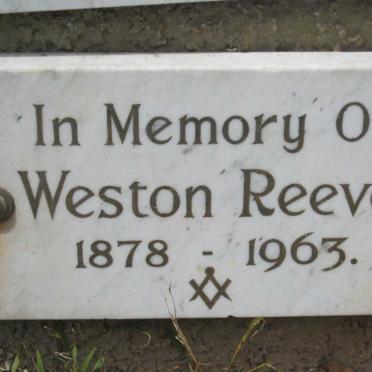 In Memory O
Weston Reev
1878 - 1963.